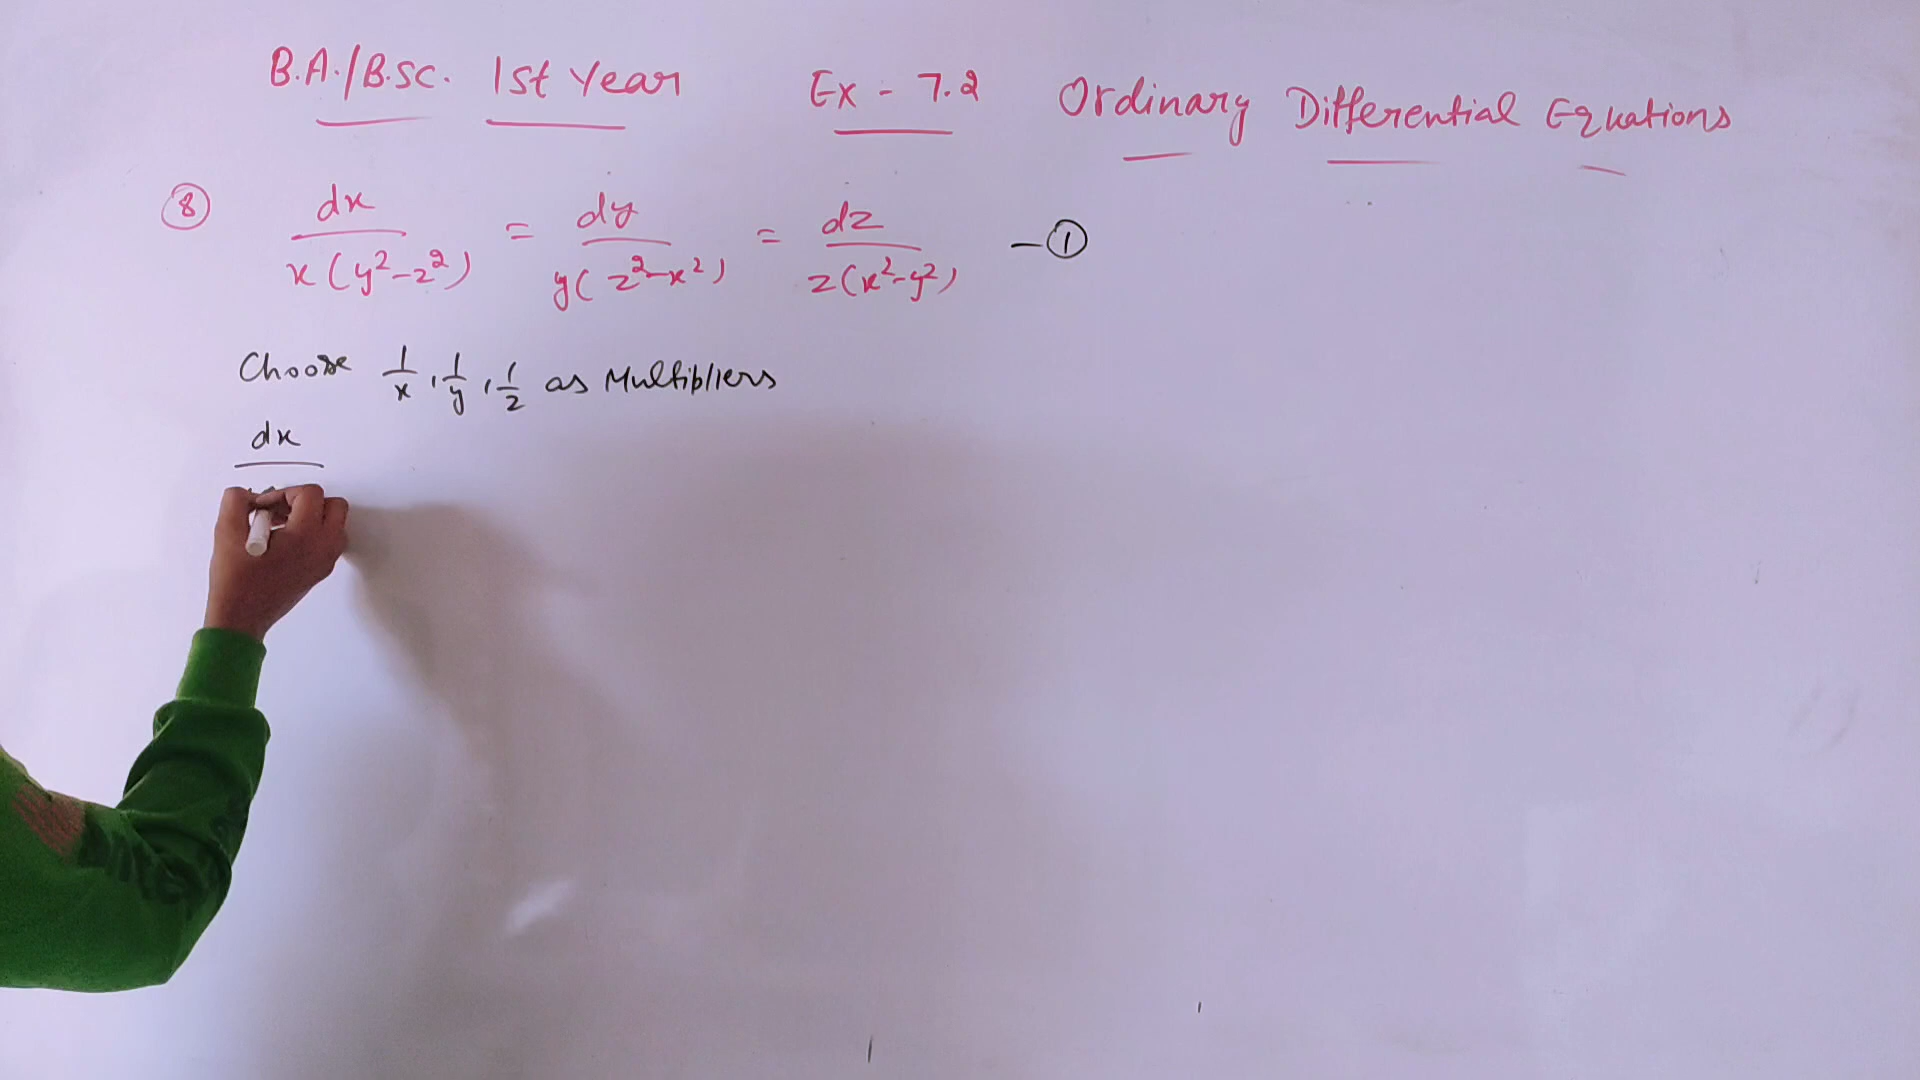 B.A./B.Sc. 1st Year Ex - 7.2 Ordinary Differential Equations
⑧ dx/x(y²-z²) = dy/y(z²-x²) = dz/z(x²-y²) —①
Choose 1/x, 1/y, 1/z as Multipliers
dx